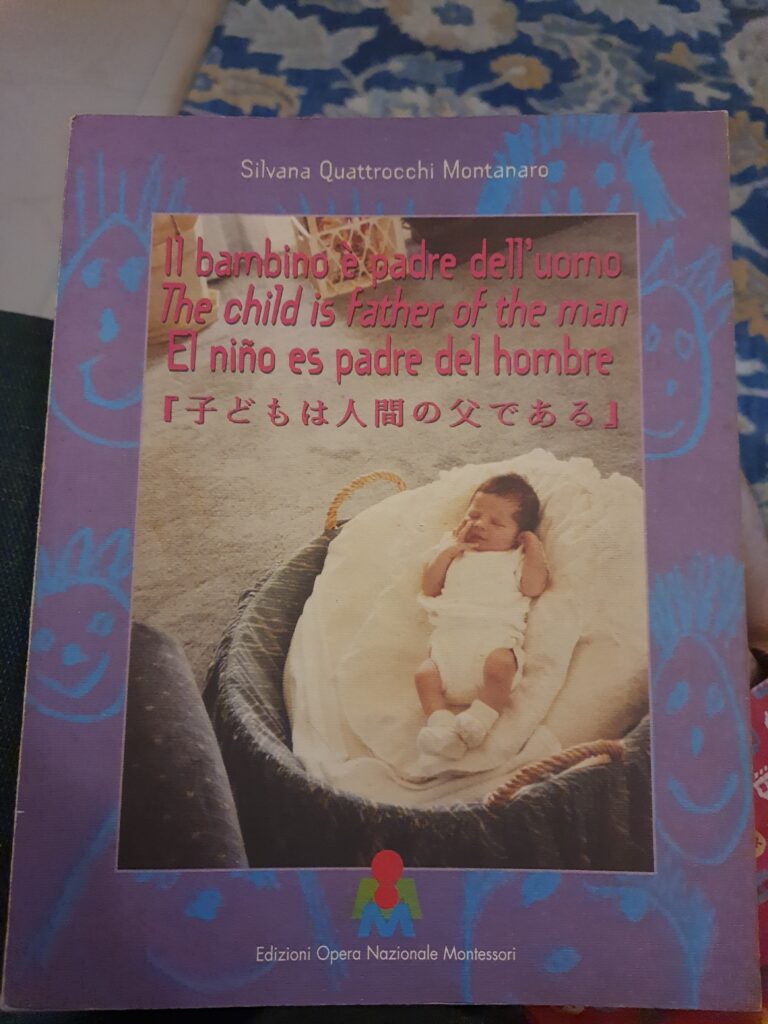 Silvana Quattrocchi Montanaro
Il bambino è padre dell'uomo
The child is father of the man
El niño es padre del hombre
『子どもは人間の父である』
Edizioni Opera Nazionale Montessori